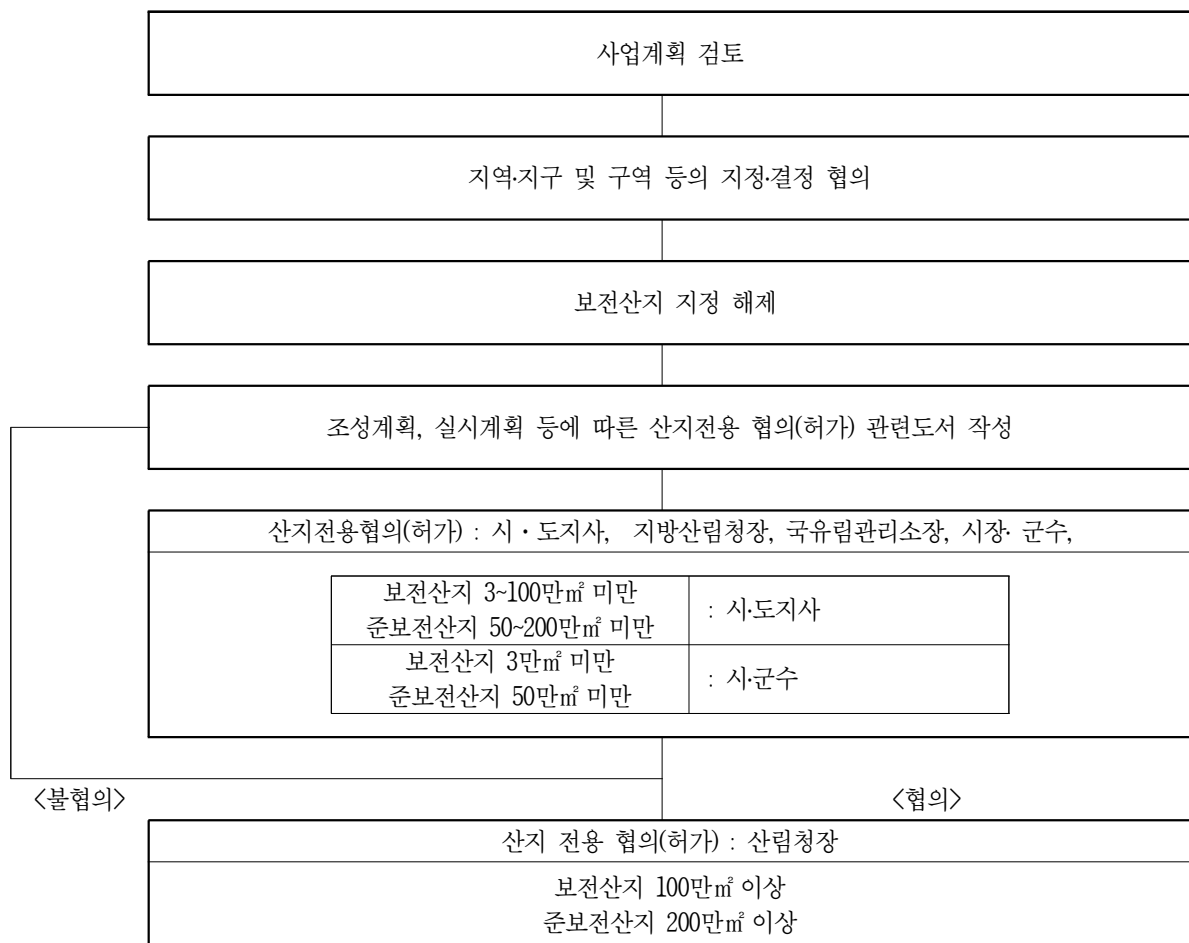 사업계획 검토
지역·지구 및 구역 등의 지정·결정 협의
보전산지 지정 해제
조성계획, 실시계획 등에 따른 산지전용 협의(허가) 관련도서 작성
산지전용협의(허가) : 시·도지사, 지방산림청장, 국유림관리소장, 시장· 군수,
보전산지 3~100만㎡ 미만
준보전산지 50~200만㎡ 미만
: 시·도지사
보전산지 3만㎡ 미만
준보전산지 50만㎡ 미만
: 시·군수
<불협의>
<협의>
산지 전용 협의(허가) : 산림청장
보전산지 100만㎡ 이상
준보전산지 200만㎡ 이상